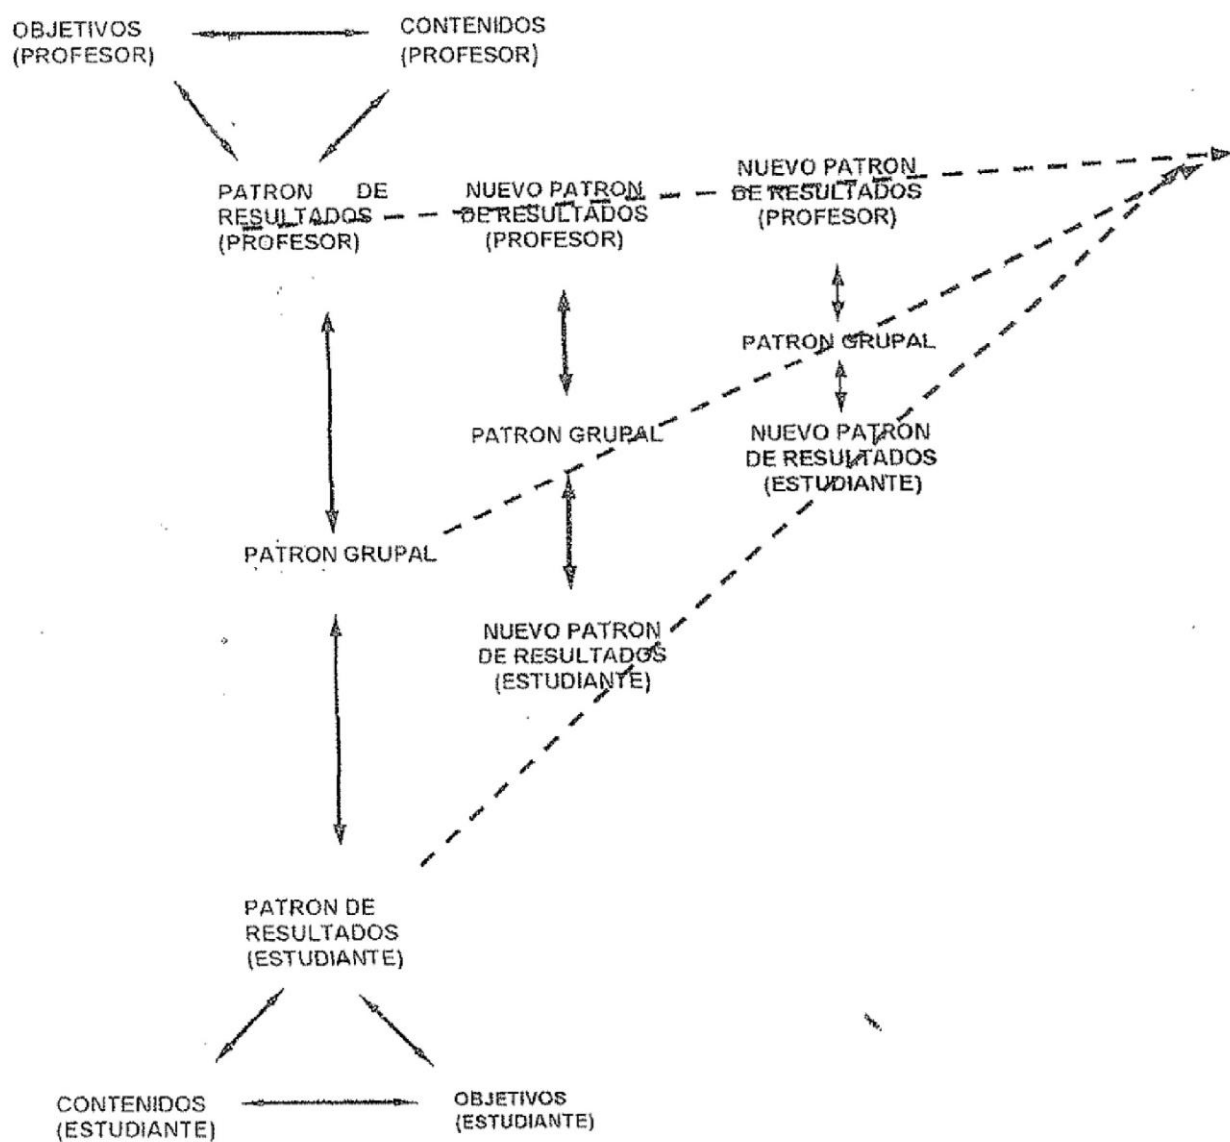 OBJETIVOS
(PROFESOR)
CONTENIDOS
(PROFESOR)
PATRON DE
RESULTADOS
(PROFESOR)
NUEVO PATRON
DE RESULTADOS
(PROFESOR)
NUEVO PATRON
DE RESULTADOS
(PROFESOR)
PATRON GRUPAL
PATRON GRUPAL
NUEVO PATRON
DE RESULTADOS
(ESTUDIANTE)
PATRON GRUPAL
NUEVO PATRON
DE RESULTADOS
(ESTUDIANTE)
PATRON DE
RESULTADOS
(ESTUDIANTE)
CONTENIDOS
(ESTUDIANTE)
OBJETIVOS
(ESTUDIANTE)